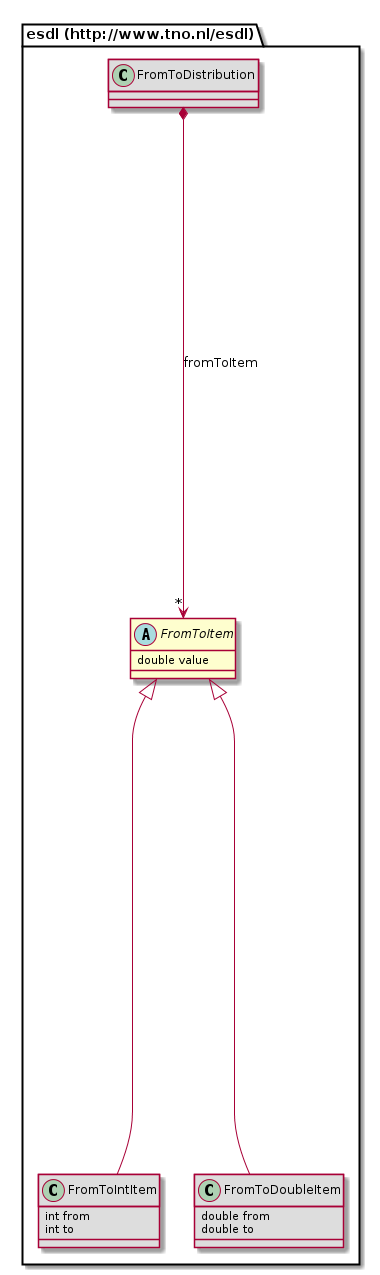 esdl (http://www.tno.nl/esdl)
C FromToDistribution
fromToItem
*
A FromToItem
double value
C FromToIntItem
int from
int to
C FromToDoubleItem
double from
double to